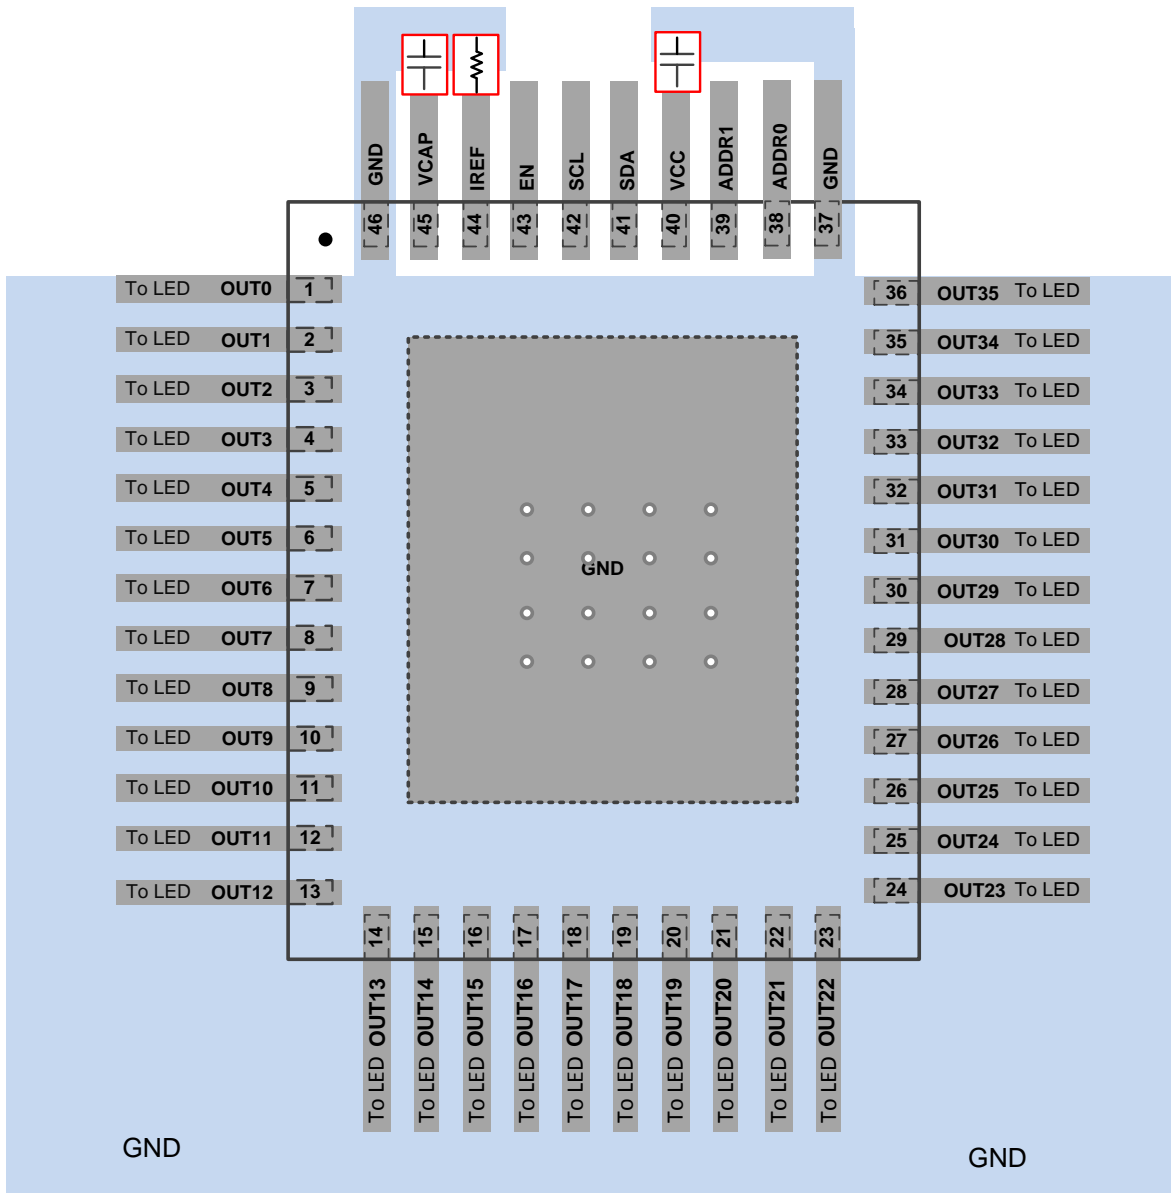 GND
VCAP
IREF
EN
SCL
SDA
VCC
ADDR1
ADDR0
GND
46
45
44
43
42
41
40
39
38
37
To LED OUT0 1
To LED OUT1 2
To LED OUT2 3
To LED OUT3 4
To LED OUT4 5
To LED OUT5 6
To LED OUT6 7
To LED OUT7 8
To LED OUT8 9
To LED OUT9 10
To LED OUT10 11
To LED OUT11 12
To LED OUT12 13
GND
36 OUT35 To LED
35 OUT34 To LED
34 OUT33 To LED
33 OUT32 To LED
32 OUT31 To LED
31 OUT30 To LED
30 OUT29 To LED
29 OUT28 To LED
28 OUT27 To LED
27 OUT26 To LED
26 OUT25 To LED
25 OUT24 To LED
24 OUT23 To LED
To LED OUT13 14
To LED OUT14 15
To LED OUT15 16
To LED OUT16 17
To LED OUT17 18
To LED OUT18 19
To LED OUT19 20
To LED OUT20 21
To LED OUT21 22
To LED OUT22 23
GND
GND